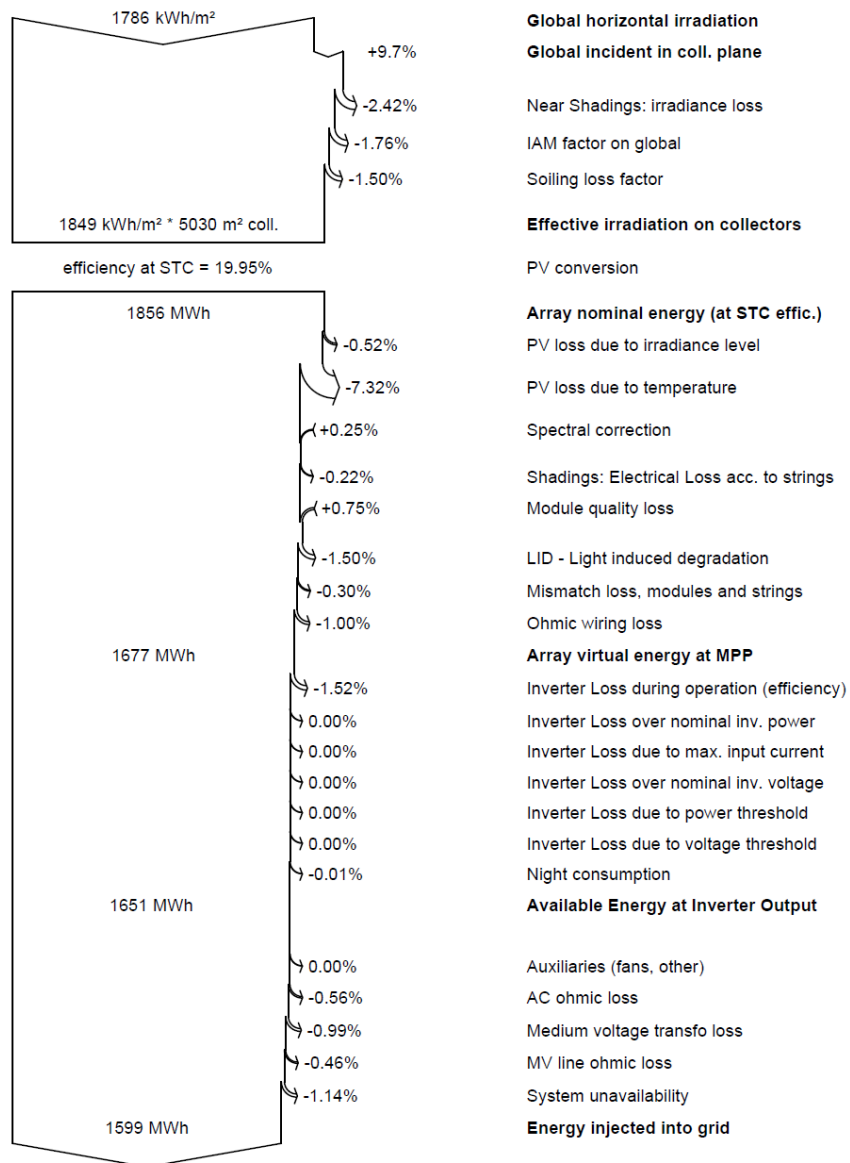 1786 kWh/m² Global horizontal irradiation
+9.7% Global incident in coll. plane
-2.42% Near Shadings: irradiance loss
-1.76% IAM factor on global
-1.50% Soiling loss factor
1849 kWh/m² * 5030 m² coll. Effective irradiation on collectors
efficiency at STC = 19.95% PV conversion
1856 MWh Array nominal energy (at STC effic.)
-0.52% PV loss due to irradiance level
-7.32% PV loss due to temperature
+0.25% Spectral correction
-0.22% Shadings: Electrical Loss acc. to strings
+0.75% Module quality loss
-1.50% LID - Light induced degradation
-0.30% Mismatch loss, modules and strings
-1.00% Ohmic wiring loss
1677 MWh Array virtual energy at MPP
-1.52% Inverter Loss during operation (efficiency)
0.00% Inverter Loss over nominal inv. power
0.00% Inverter Loss due to max. input current
0.00% Inverter Loss over nominal inv. voltage
0.00% Inverter Loss due to power threshold
0.00% Inverter Loss due to voltage threshold
-0.01% Night consumption
1651 MWh Available Energy at Inverter Output
0.00% Auxiliaries (fans, other)
-0.56% AC ohmic loss
-0.99% Medium voltage transfo loss
-0.46% MV line ohmic loss
-1.14% System unavailability
1599 MWh Energy injected into grid